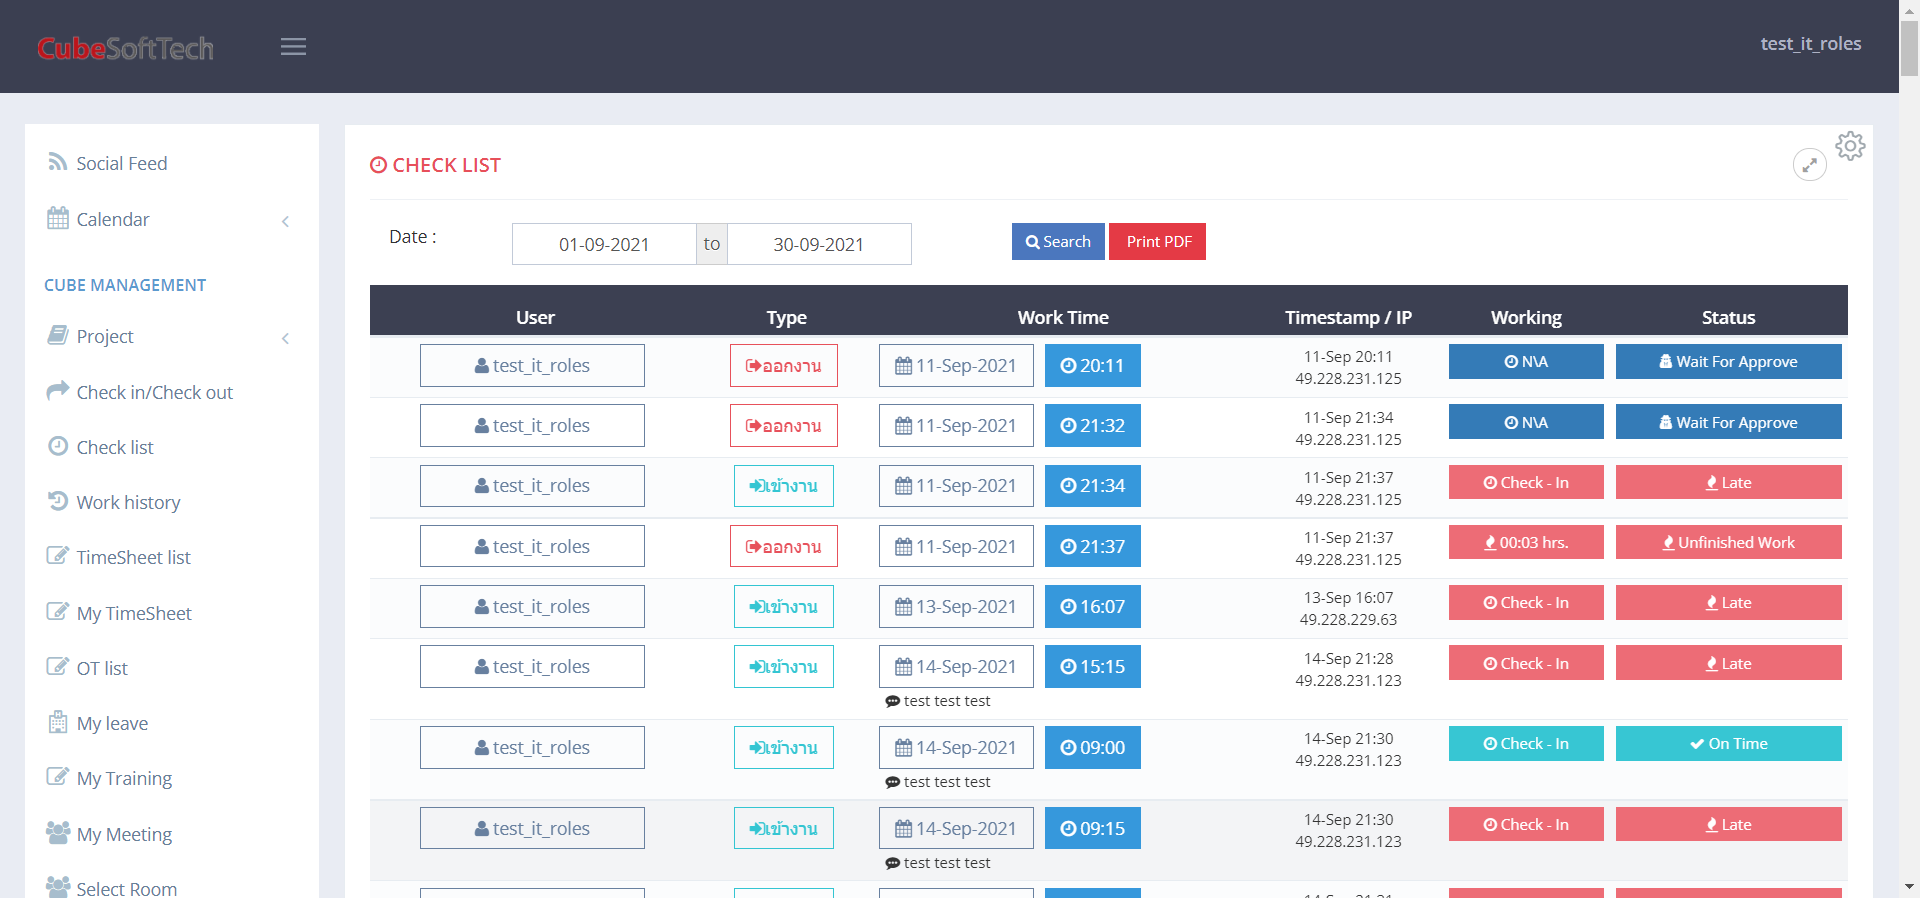 CubeSoftTech
test_it_roles
Social Feed
Calendar
CUBE MANAGEMENT
Project
Check in/Check out
Check list
Work history
TimeSheet list
My TimeSheet
OT list
My leave
My Training
My Meeting
Select Room
CHECK LIST
Date : 01-09-2021 to 30-09-2021 Search Print PDF
User Type Work Time Timestamp / IP Working Status
test_it_roles ออกงาน 11-Sep-2021 20:11 11-Sep 20:11 N\A Wait For Approve
49.228.231.125
test_it_roles ออกงาน 11-Sep-2021 21:32 11-Sep 21:34 N\A Wait For Approve
49.228.231.125
test_it_roles เข้างาน 11-Sep-2021 21:34 11-Sep 21:37 Check - In Late
49.228.231.125
test_it_roles ออกงาน 11-Sep-2021 21:37 11-Sep 21:37 00:03 hrs. Unfinished Work
49.228.231.125
test_it_roles เข้างาน 13-Sep-2021 16:07 13-Sep 16:07 Check - In Late
49.228.229.63
test_it_roles เข้างาน 14-Sep-2021 15:15 14-Sep 21:28 Check - In Late
49.228.231.123
test test test
test_it_roles เข้างาน 14-Sep-2021 09:00 14-Sep 21:30 Check - In On Time
49.228.231.123
test test test
test_it_roles เข้างาน 14-Sep-2021 09:15 14-Sep 21:30 Check - In Late
49.228.231.123
test test test